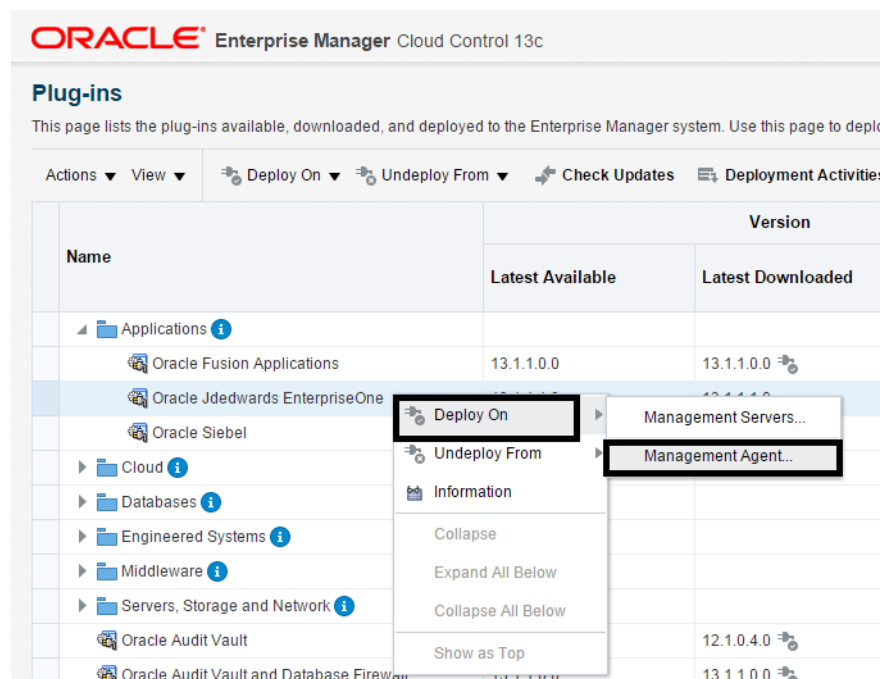 ORACLE Enterprise Manager Cloud Control 13c
Plug-ins
This page lists the plug-ins available, downloaded, and deployed to the Enterprise Manager system. Use this page to deplo
Actions View Deploy On Undeploy From Check Updates Deployment Activities
Version
Name
Latest Available Latest Downloaded
Applications
Oracle Fusion Applications 13.1.1.0.0 13.1.1.0.0
Oracle Jdedwards EnterpriseOne
Deploy On Management Servers...
Oracle Siebel
Undeploy From Management Agent...
Cloud
Information
Databases
Collapse
Engineered Systems
Expand All Below
Middleware
Collapse All Below
Servers, Storage and Network
Oracle Audit Vault 12.1.0.4.0
Show as Top
Oracle Audit Vault and Database Firewall 13.1.1.0.0 13.1.1.0.0